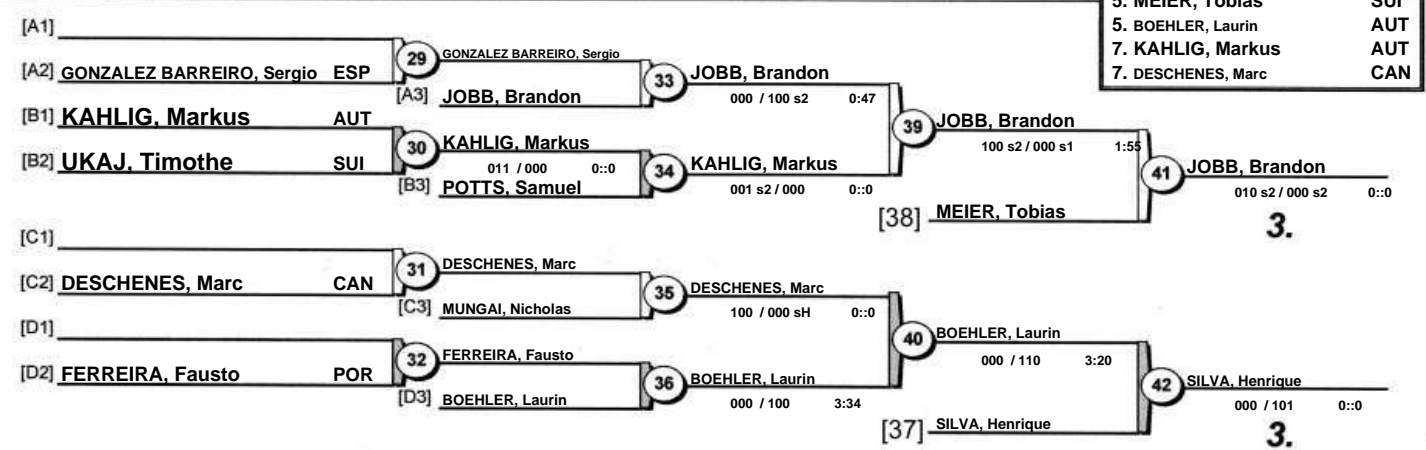 5. MEIER, Tobias SUI
5. BOEHLER, Laurin AUT
7. KAHLIG, Markus AUT
7. DESCHENES, Marc CAN
[A1]
[A2] GONZALEZ BARREIRO, Sergio ESP
29
GONZALEZ BARREIRO, Sergio
[A3] JOBB, Brandon
33
JOBB, Brandon
000 / 100 s2 0:47
[B1] KAHLIG, Markus AUT
[B2] UKAJ, Timothe SUI
30
KAHLIG, Markus
011 / 000 0::0
[B3] POTTS, Samuel
34
KAHLIG, Markus
001 s2 / 000 0::0
39
JOBB, Brandon
100 s2 / 000 s1 1:55
[38] MEIER, Tobias
41
JOBB, Brandon
010 s2 / 000 s2 0::0
3.
[C1]
[C2] DESCHENES, Marc CAN
31
DESCHENES, Marc
[C3] MUNGAI, Nicholas
35
DESCHENES, Marc
100 / 000 sH 0::0
[D1]
[D2] FERREIRA, Fausto POR
32
FERREIRA, Fausto
[D3] BOEHLER, Laurin
36
BOEHLER, Laurin
000 / 100 3:34
40
BOEHLER, Laurin
000 / 110 3:20
[37] SILVA, Henrique
42
SILVA, Henrique
000 / 101 0::0
3.